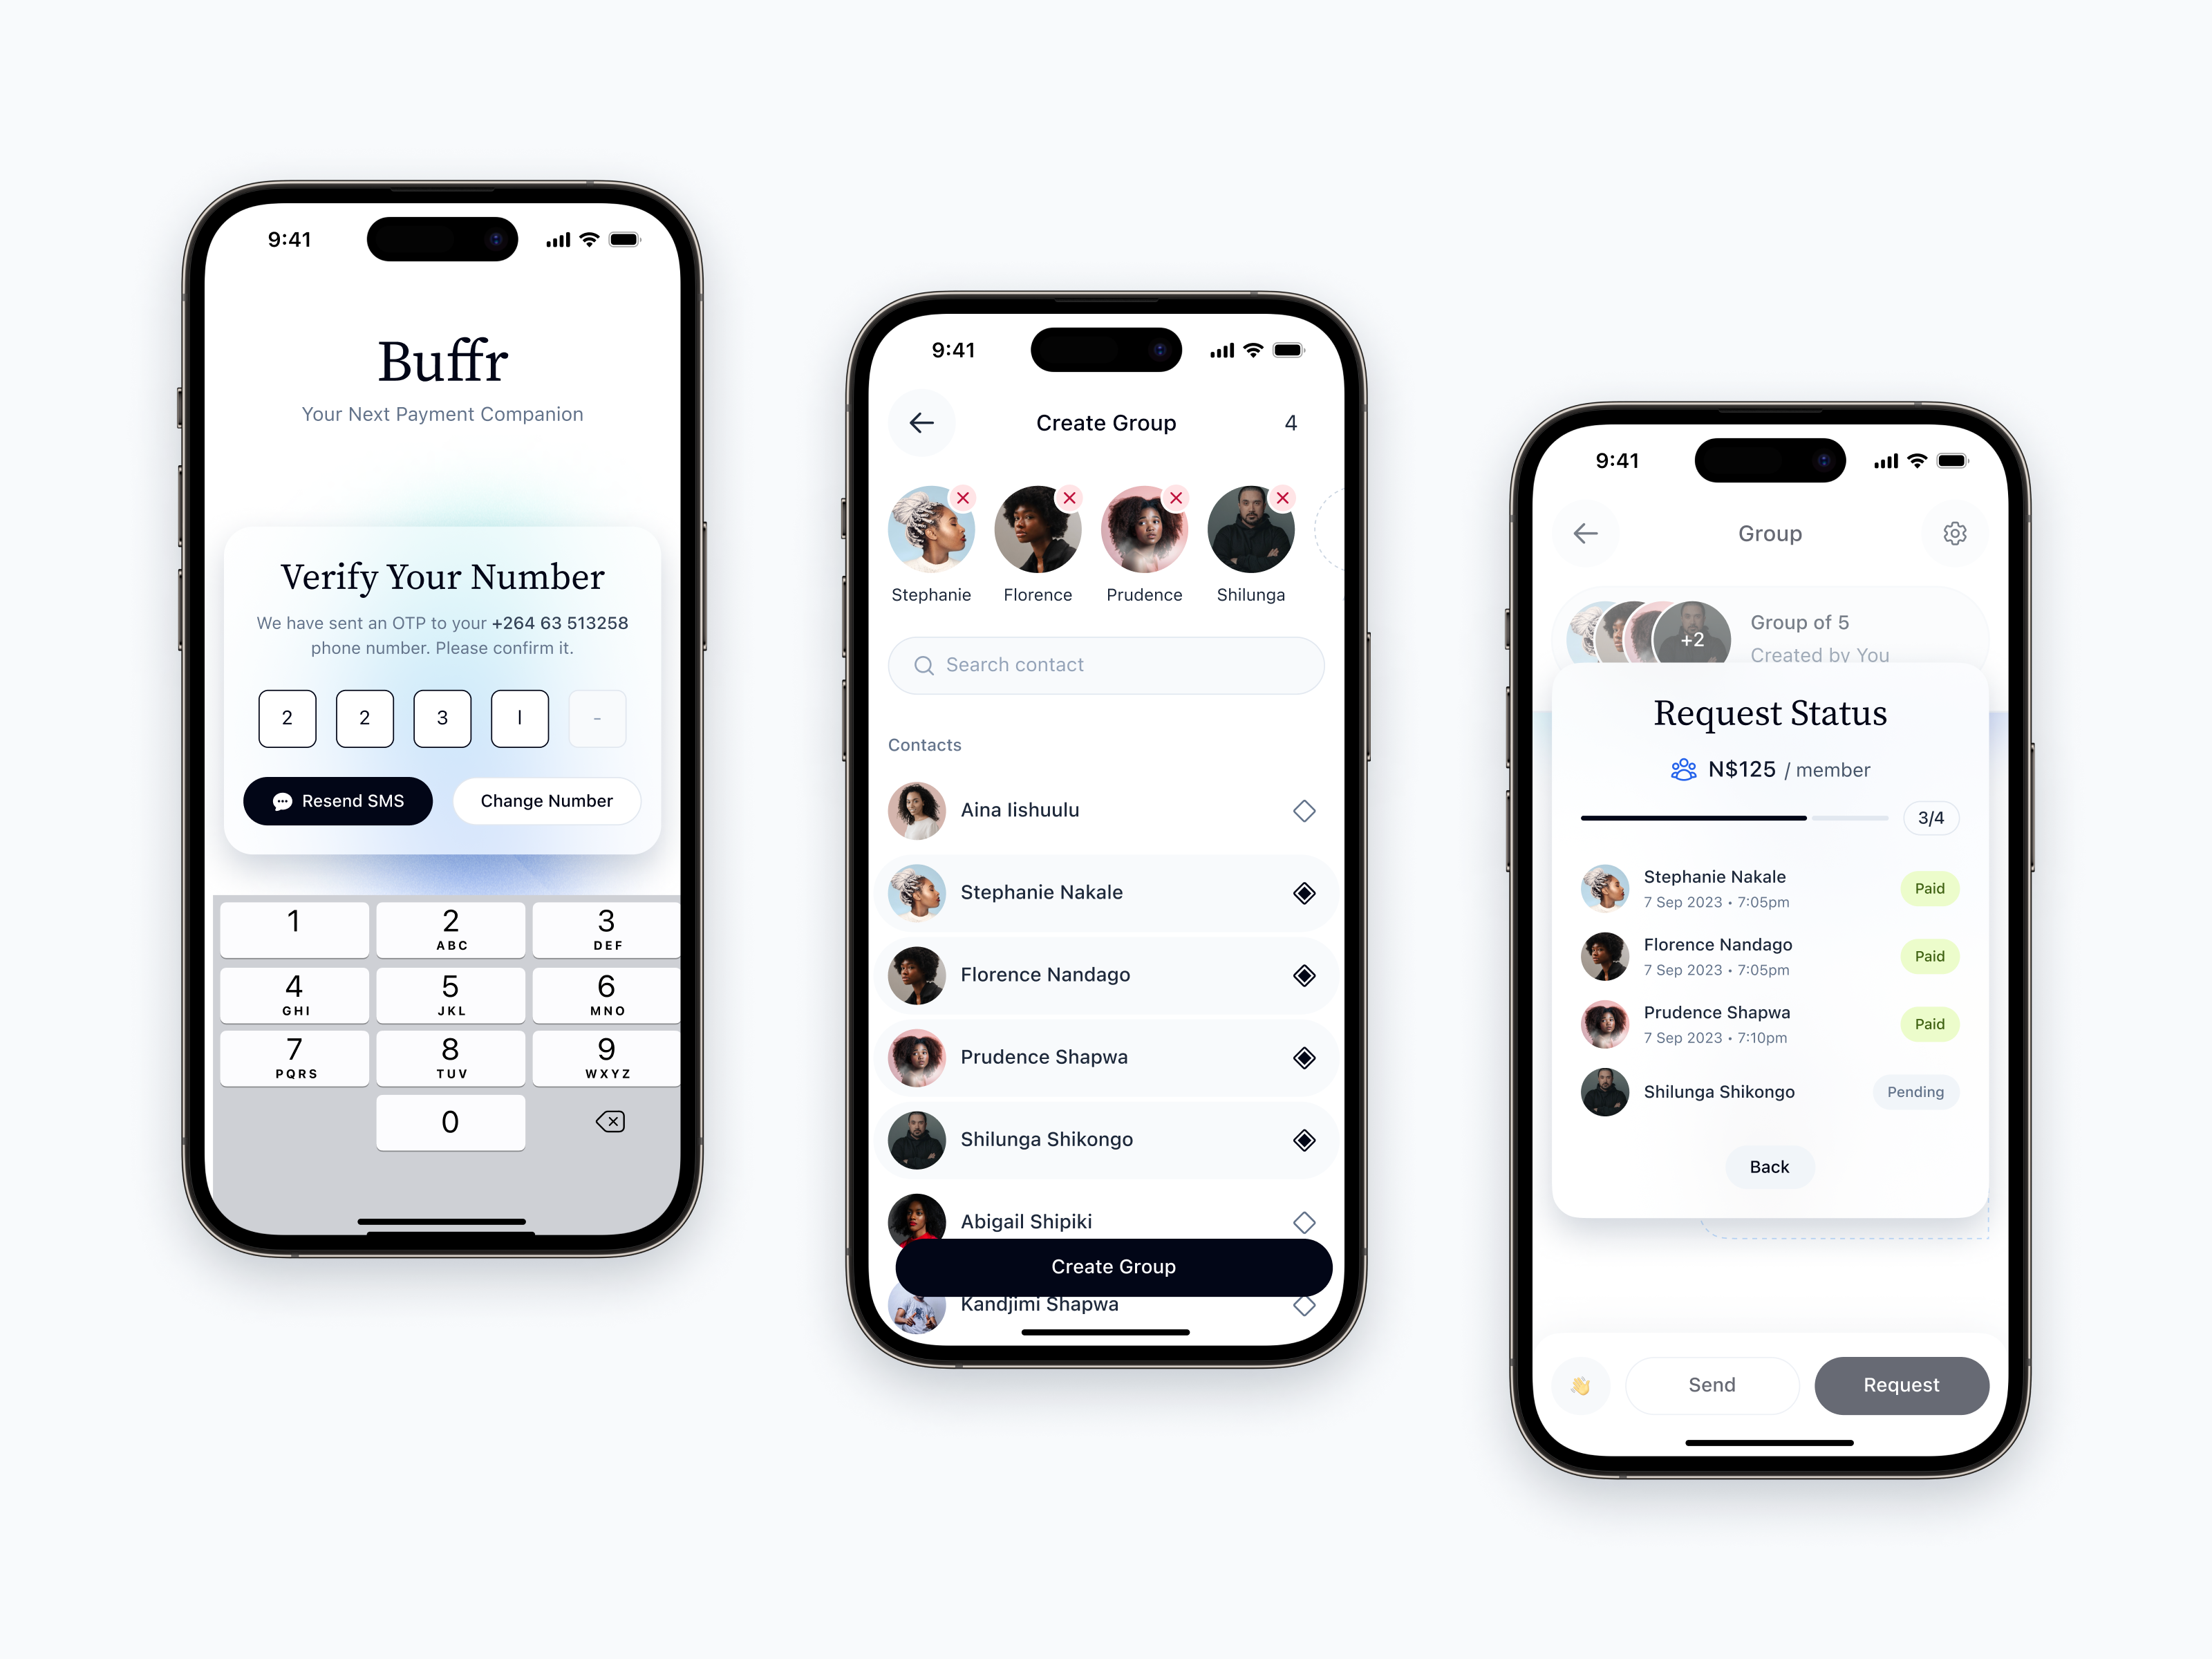 9:41
Buffr
Your Next Payment Companion
Verify Your Number
We have sent an OTP to your +264 63 513258
phone number. Please confirm it.
2 2 3 | -
Resend SMS
Change Number
1 2 3
ABC DEF
4 5 6
GHI JKL MNO
7 8 9
PQRS TUV WXYZ
0
9:41
Create Group 4
Stephanie Florence Prudence Shilunga
Search contact
Contacts
Aina Iishuulu
Stephanie Nakale
Florence Nandago
Prudence Shapwa
Shilunga Shikongo
Abigail Shipiki
Create Group
Kandjimi Shapwa
9:41
Group
+2
Group of 5
Created by You
Request Status
N$125 / member
3/4
Stephanie Nakale
7 Sep 2023 • 7:05pm
Paid
Florence Nandago
7 Sep 2023 • 7:05pm
Paid
Prudence Shapwa
7 Sep 2023 • 7:10pm
Paid
Shilunga Shikongo
Pending
Back
Send
Request